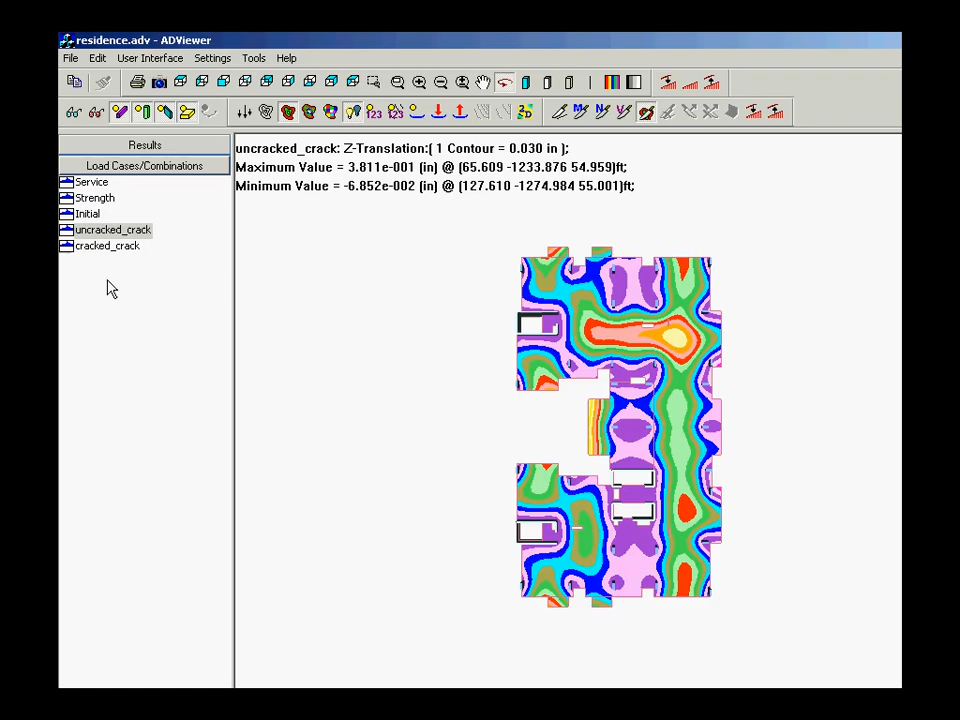 residence.adv - ADViewer
File Edit User Interface Settings Tools Help
Results
Load Cases/Combinations
Service
Strength
Initial
uncracked_crack
cracked_crack
uncracked_crack: Z-Translation:( 1 Contour = 0.030 in );
Maximum Value = 3.811e-001 (in) @ (65.609 -1233.876 54.959)ft;
Minimum Value = -6.852e-002 (in) @ (127.610 -1274.984 55.001)ft;